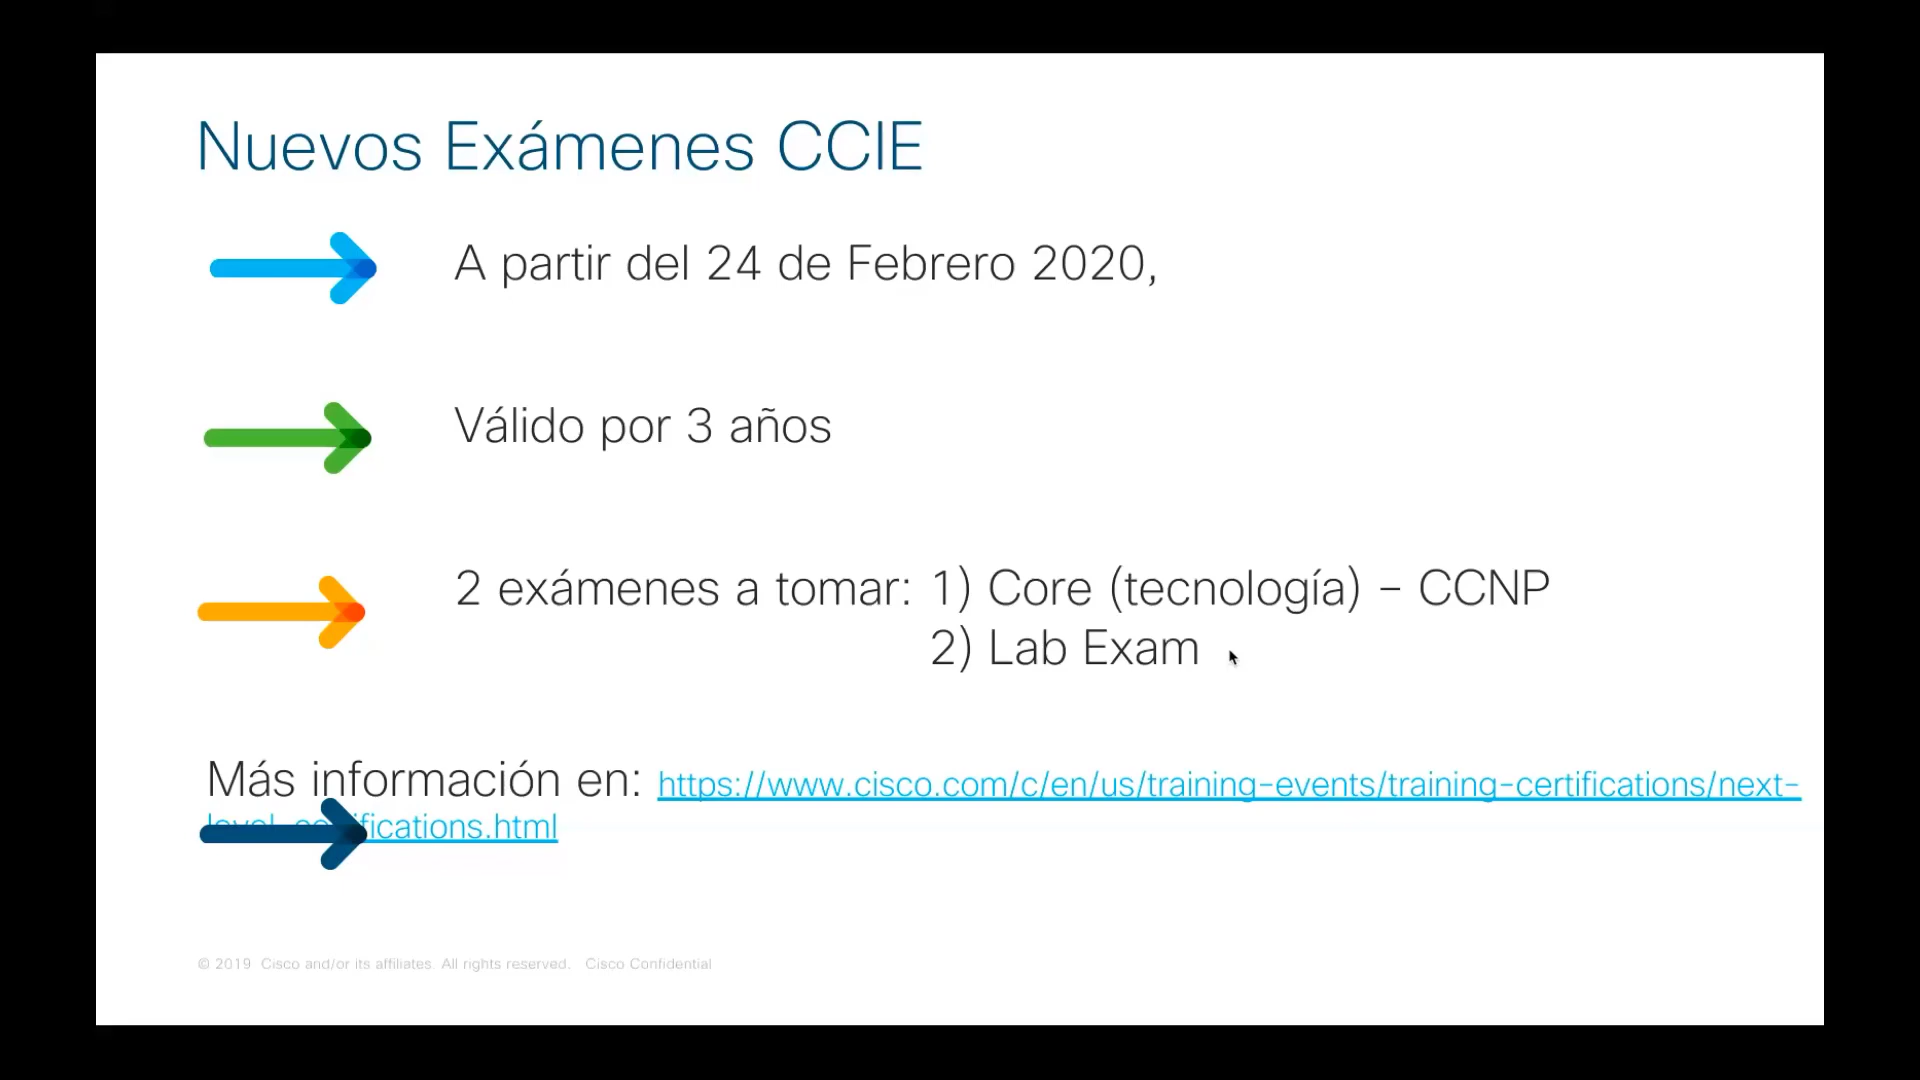 Nuevos Exámenes CCIE
A partir del 24 de Febrero 2020,
Válido por 3 años
2 exámenes a tomar: 1) Core (tecnología) – CCNP
2) Lab Exam
Más información en: https://www.cisco.com/c/en/us/training-events/training-certifications/next-
level-certifications.html
© 2019 Cisco and/or its affiliates. All rights reserved. Cisco Confidential